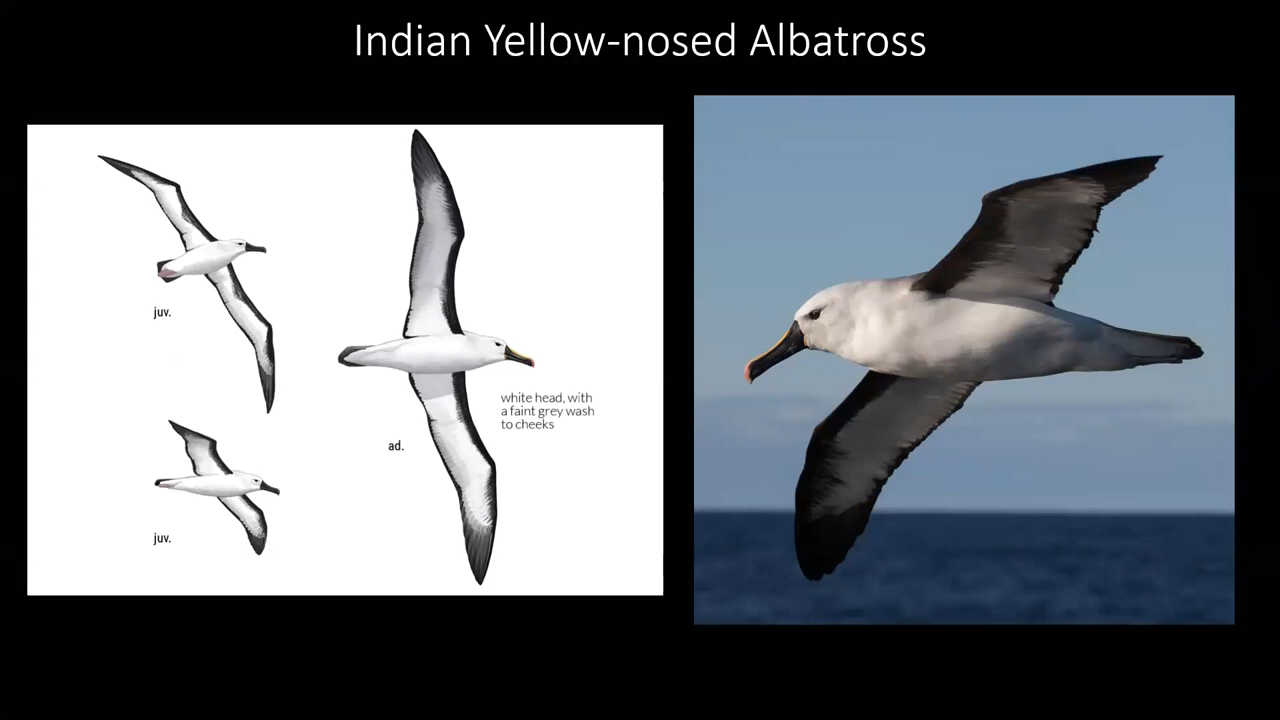 Indian Yellow-nosed Albatross
juv.
white head, with
a faint grey wash
to cheeks
ad.
juv.